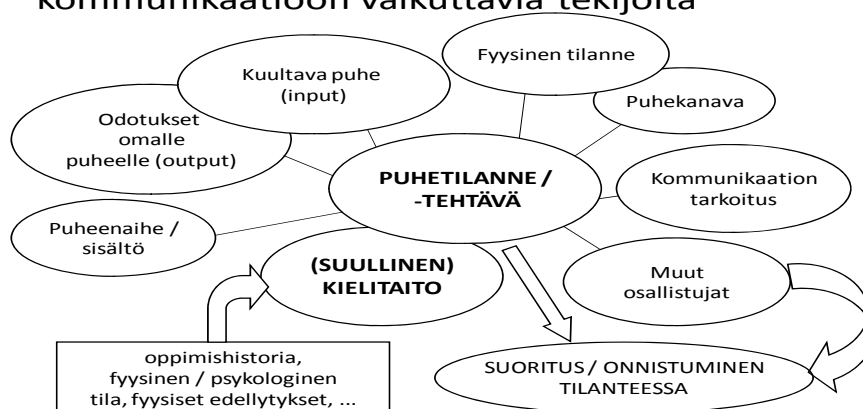 kommunikaatioon vaikuttavia tekijöitä
Fyysinen tilanne
Kuultava puhe
(input)
Puhekanava
Odotukset
omalle
puheelle (output)
PUHETILANNE /
-TEHTÄVÄ
Kommunikaation
tarkoitus
Puheenaihe /
sisältö
(SUULLINEN)
KIELITAITO
Muut
osallistujat
oppimishistoria,
fyysinen / psykologinen
tila, fyysiset edellytykset, ...
SUORITUS / ONNISTUMINEN
TILANTEESSA